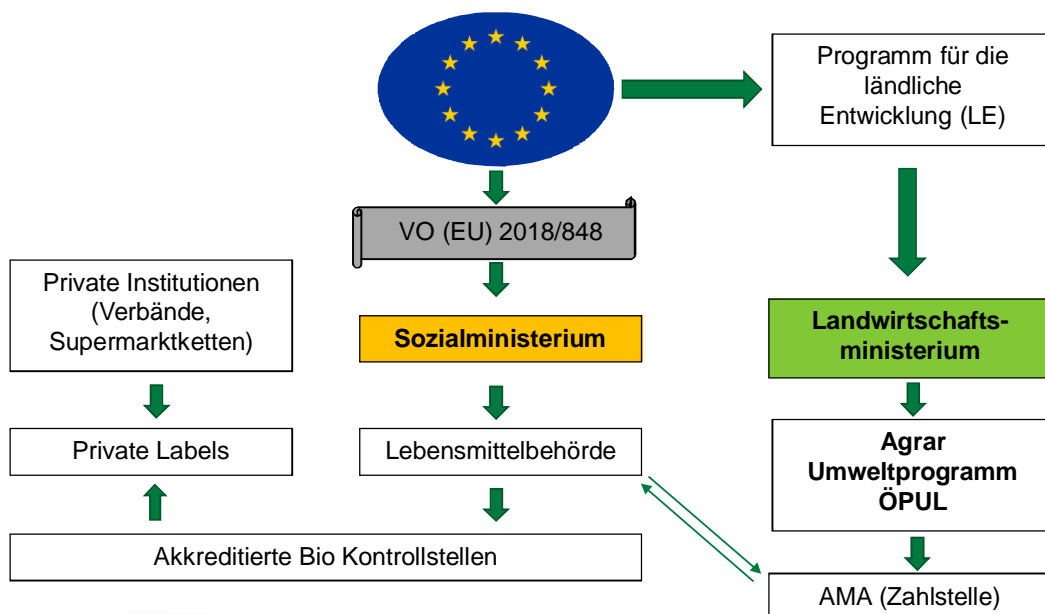 Programm für die
ländliche
Entwicklung (LE)
VO (EU) 2018/848
Private Institutionen
(Verbände,
Supermarktketten)
Sozialministerium
Landwirtschafts-
ministerium
Private Labels
Lebensmittelbehörde
Agrar
Umweltprogramm
ÖPUL
Akkreditierte Bio Kontrollstellen
AMA (Zahlstelle)